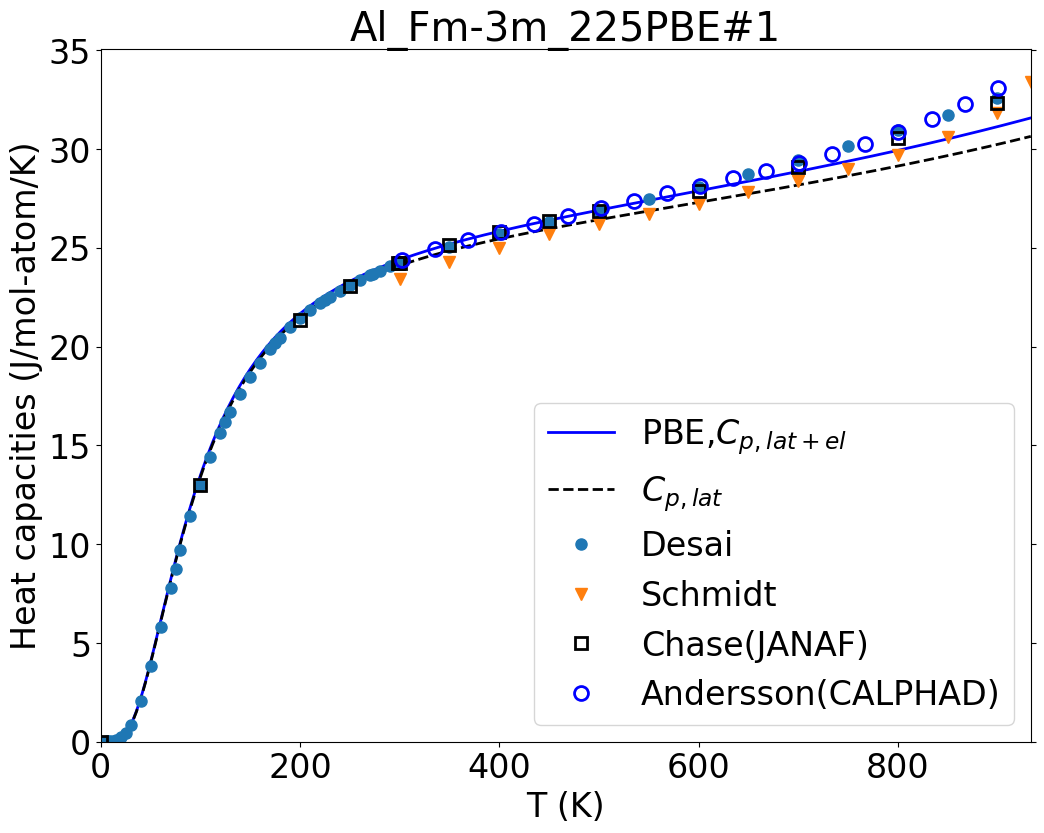 Al_Fm-3m_225PBE#1
Heat capacities (J/mol-atom/K)
35
30
25
20
15
10
5
0
PBE,C_{p, lat+el}
C_{p, lat}
Desai
Schmidt
Chase(JANAF)
Andersson(CALPHAD)
0 200 400 600 800
T (K)